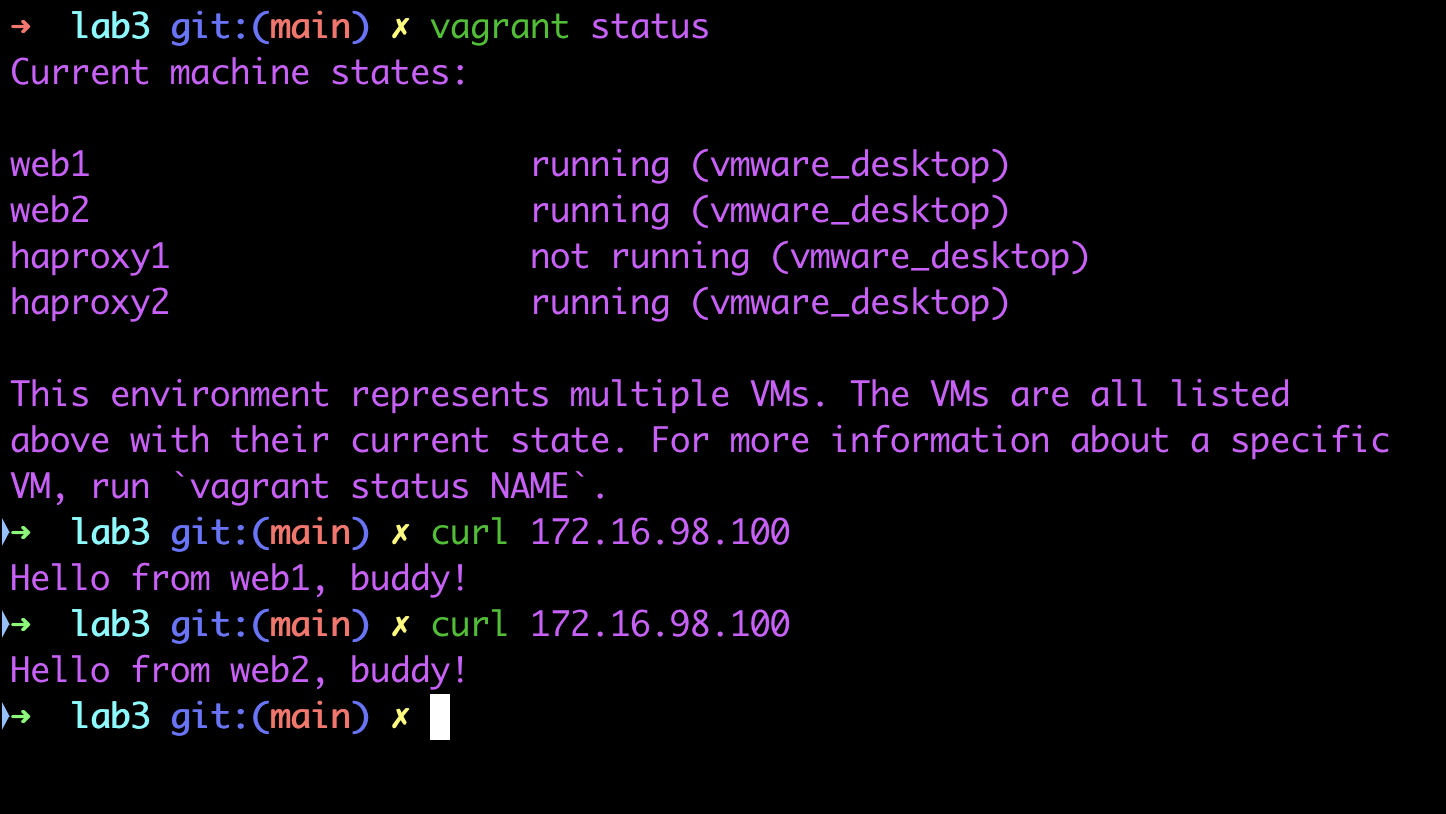 ➜  lab3 git:(main) ✗ vagrant status
Current machine states:

web1                      running (vmware_desktop)
web2                      running (vmware_desktop)
haproxy1                  not running (vmware_desktop)
haproxy2                  running (vmware_desktop)

This environment represents multiple VMs. The VMs are all listed
above with their current state. For more information about a specific
VM, run `vagrant status NAME`.
➜  lab3 git:(main) ✗ curl 172.16.98.100
Hello from web1, buddy!
➜  lab3 git:(main) ✗ curl 172.16.98.100
Hello from web2, buddy!
➜  lab3 git:(main) ✗